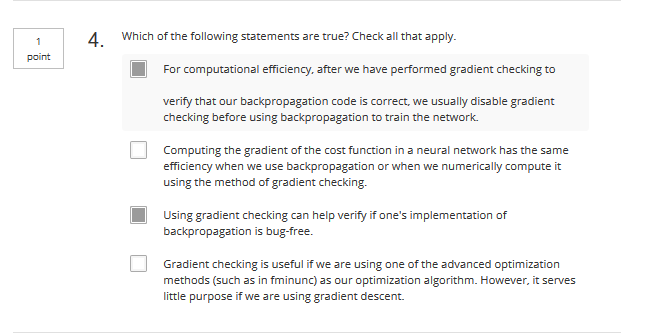 1
point
4. Which of the following statements are true? Check all that apply.
For computational efficiency, after we have performed gradient checking to
verify that our backpropagation code is correct, we usually disable gradient
checking before using backpropagation to train the network.
Computing the gradient of the cost function in a neural network has the same
efficiency when we use backpropagation or when we numerically compute it
using the method of gradient checking.
Using gradient checking can help verify if one's implementation of
backpropagation is bug-free.
Gradient checking is useful if we are using one of the advanced optimization
methods (such as in fminunc) as our optimization algorithm. However, it serves
little purpose if we are using gradient descent.